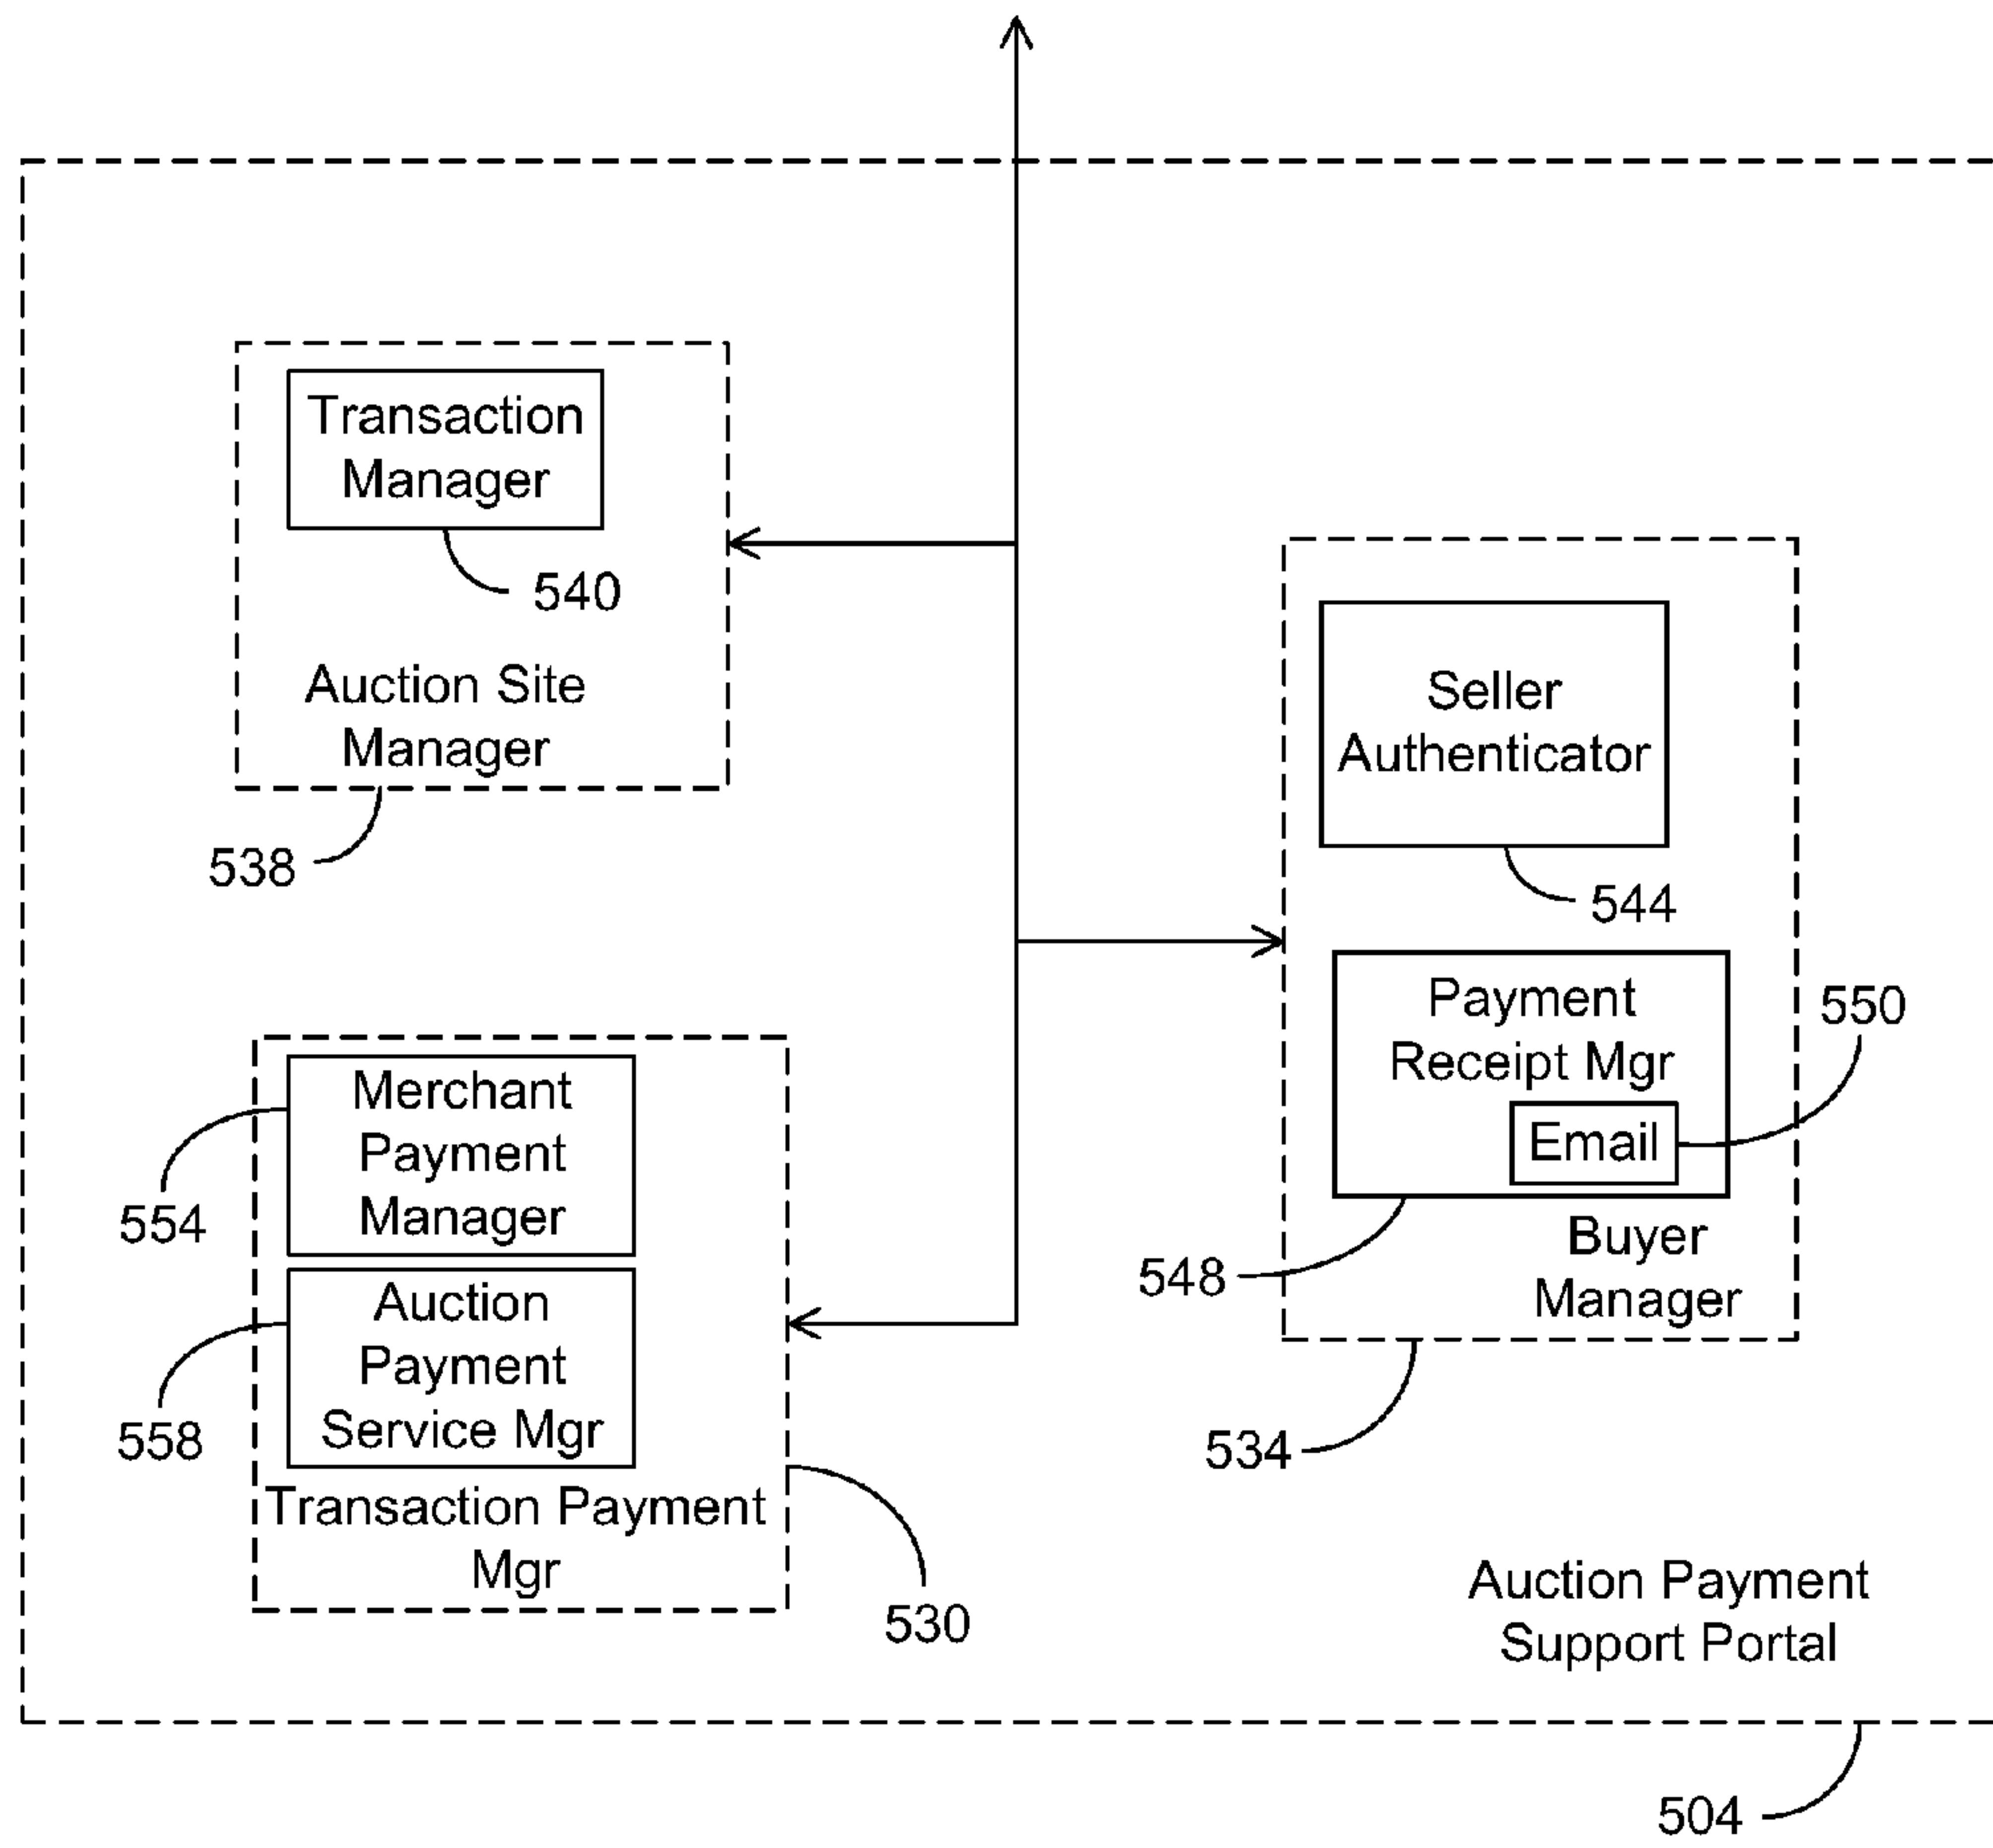 Transaction
Manager
540
Auction Site
Manager
538
Seller
Authenticator
544
Payment
Receipt Mgr
Email
550
548
Buyer
Manager
534
Merchant
Payment
Manager
554
Auction
Payment
Service Mgr
558
Transaction Payment
Mgr
530
Auction Payment
Support Portal
504